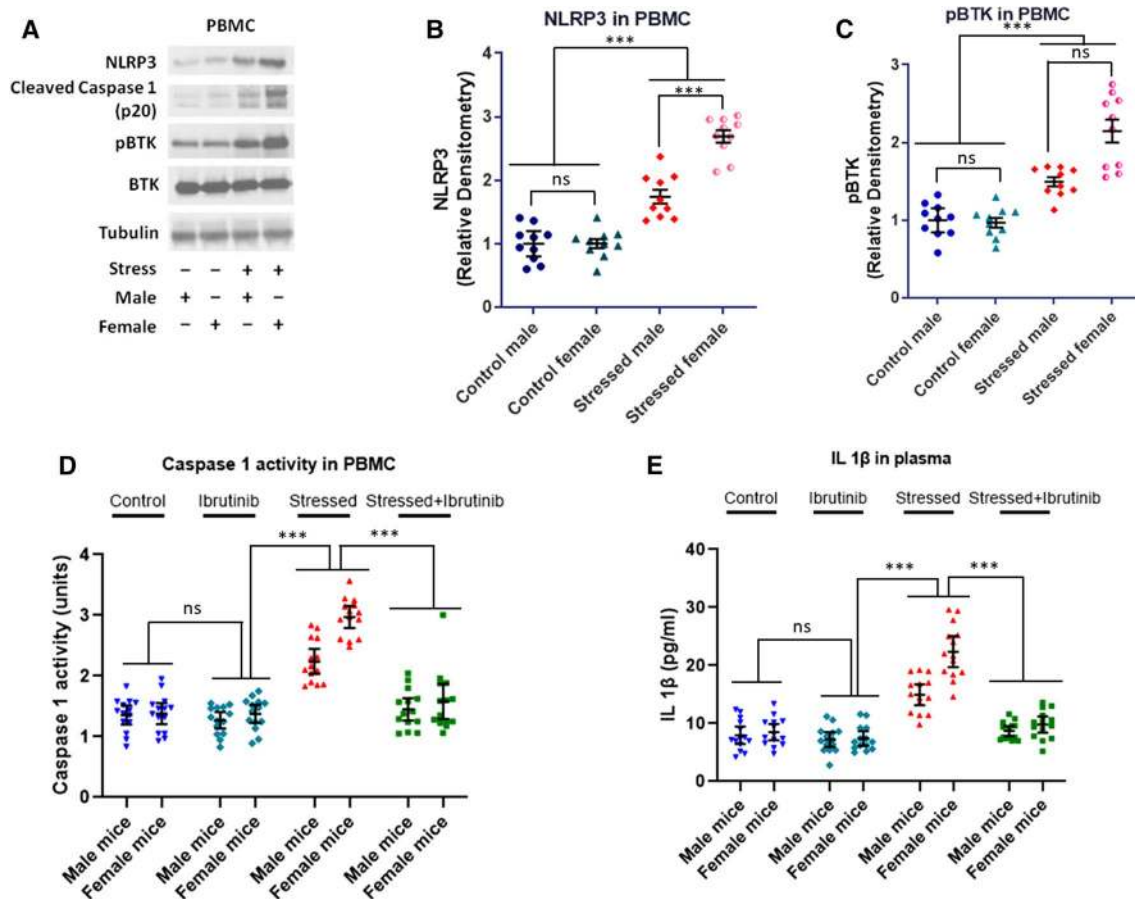 A
PBMC
NLRP3
Cleaved Caspase 1
(p20)
pBTK
BTK
Tubulin
Stress – – + +
Male + – + –
Female – + – +
B
NLRP3 in PBMC
***
***
ns
NLRP3
(Relative Densitometry)
4
3
2
1
0
Control male
Control female
Stressed male
Stressed female
C
pBTK in PBMC
***
ns
ns
pBTK
(Relative Densitometry)
3
2
1
0
Control male
Control female
Stressed male
Stressed female
D
Caspase 1 activity in PBMC
Control Ibrutinib Stressed Stressed+Ibrutinib
*** ***
ns
Caspase 1 activity (units)
4
3
2
1
0
Male mice
Female mice
Male mice
Female mice
Male mice
Female mice
Male mice
Female mice
E
IL 1β in plasma
Control Ibrutinib Stressed Stressed+Ibrutinib
*** ***
ns
IL 1β (pg/ml)
40
30
20
10
0
Male mice
Female mice
Male mice
Female mice
Male mice
Female mice
Male mice
Female mice